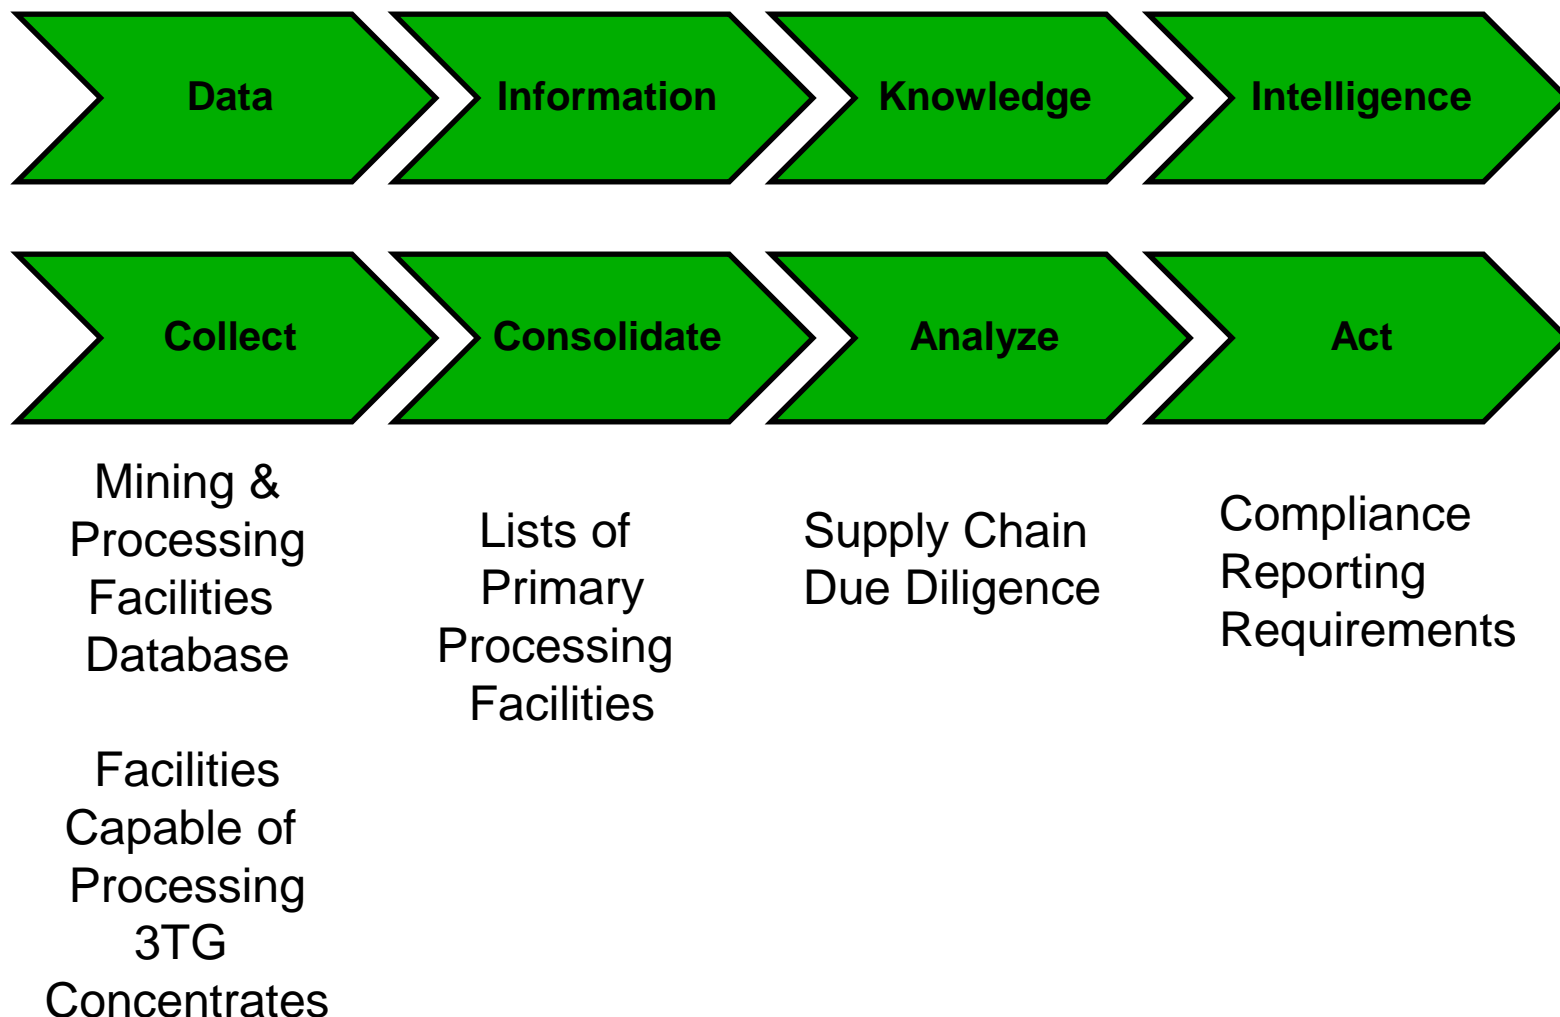 Data
Information
Knowledge
Intelligence
Collect
Consolidate
Analyze
Act
Mining &
Processing
Facilities
Database
Facilities
Capable of
Processing
3TG
Concentrates
Lists of
Primary
Processing
Facilities
Supply Chain
Due Diligence
Compliance
Reporting
Requirements